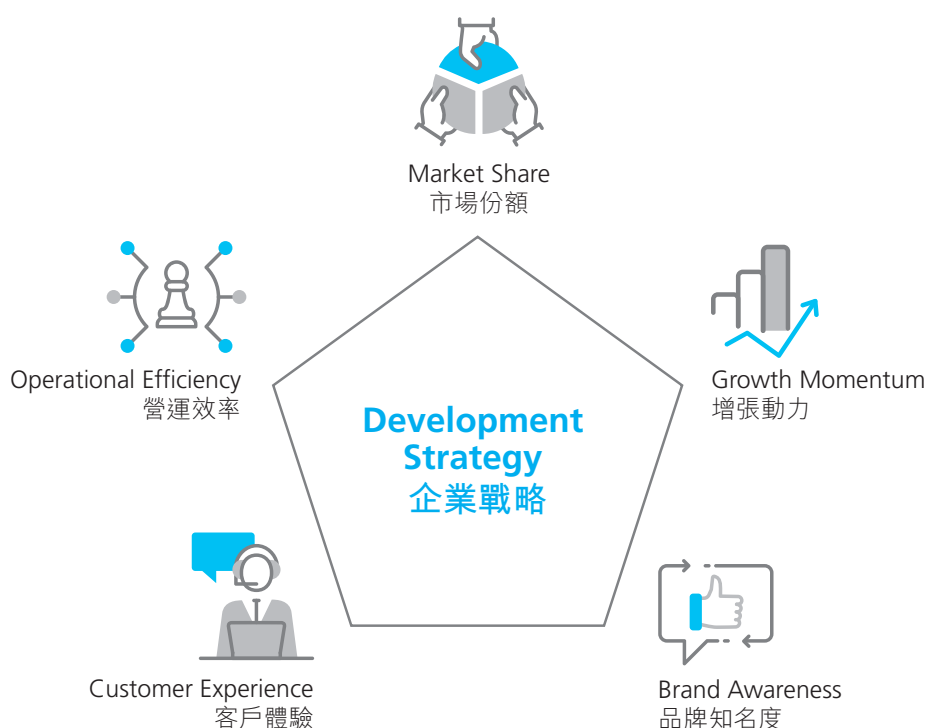 Market Share
市場份額
Operational Efficiency
營運效率
Growth Momentum
增張動力
Development
Strategy
企業戰略
Customer Experience
客戶體驗
Brand Awareness
品牌知名度